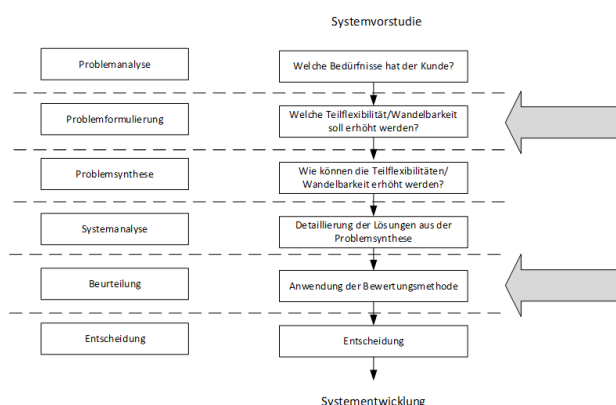 Systemvorstudie
Problemanalyse
Welche Bedürfnisse hat der Kunde?
Problemformulierung
Welche Teilflexibilität/Wandelbarkeit
soll erhöht werden?
Problemsynthese
Wie können die Teilflexibilitäten/
Wandelbarkeit erhöht werden?
Systemanalyse
Detaillierung der Lösungen aus der
Problemsynthese
Beurteilung
Anwendung der Bewertungsmethode
Entscheidung
Entscheidung
Systementwicklung